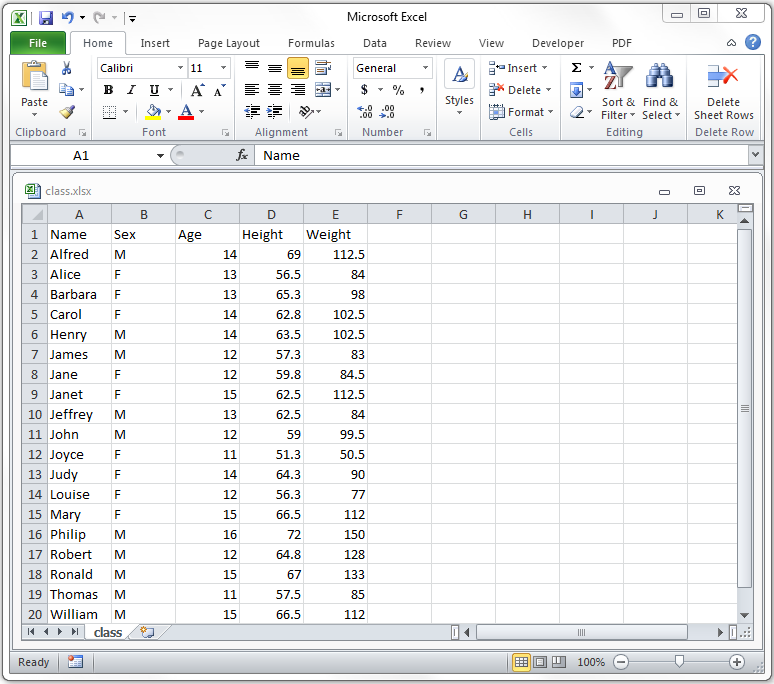 Microsoft Excel
File Home Insert Page Layout Formulas Data Review View Developer PDF
Calibri 11 General Insert Σ
B I U A A $ % , Delete
Paste Styles Format Sort & Filter Find & Select Delete Sheet Rows
A .00 .0 .00
Clipboard Font Alignment Number Cells Editing Delete Row
A1 fx Name
class.xlsx
A B C D E F G H I J K
1 Name Sex Age Height Weight
2 Alfred M 14 69 112.5
3 Alice F 13 56.5 84
4 Barbara F 13 65.3 98
5 Carol F 14 62.8 102.5
6 Henry M 14 63.5 102.5
7 James M 12 57.3 83
8 Jane F 12 59.8 84.5
9 Janet F 15 62.5 112.5
10 Jeffrey M 13 62.5 84
11 John M 12 59 99.5
12 Joyce F 11 51.3 50.5
13 Judy F 14 64.3 90
14 Louise F 12 56.3 77
15 Mary F 15 66.5 112
16 Philip M 16 72 150
17 Robert M 12 64.8 128
18 Ronald M 15 67 133
19 Thomas M 11 57.5 85
20 William M 15 66.5 112
class
Ready 100%